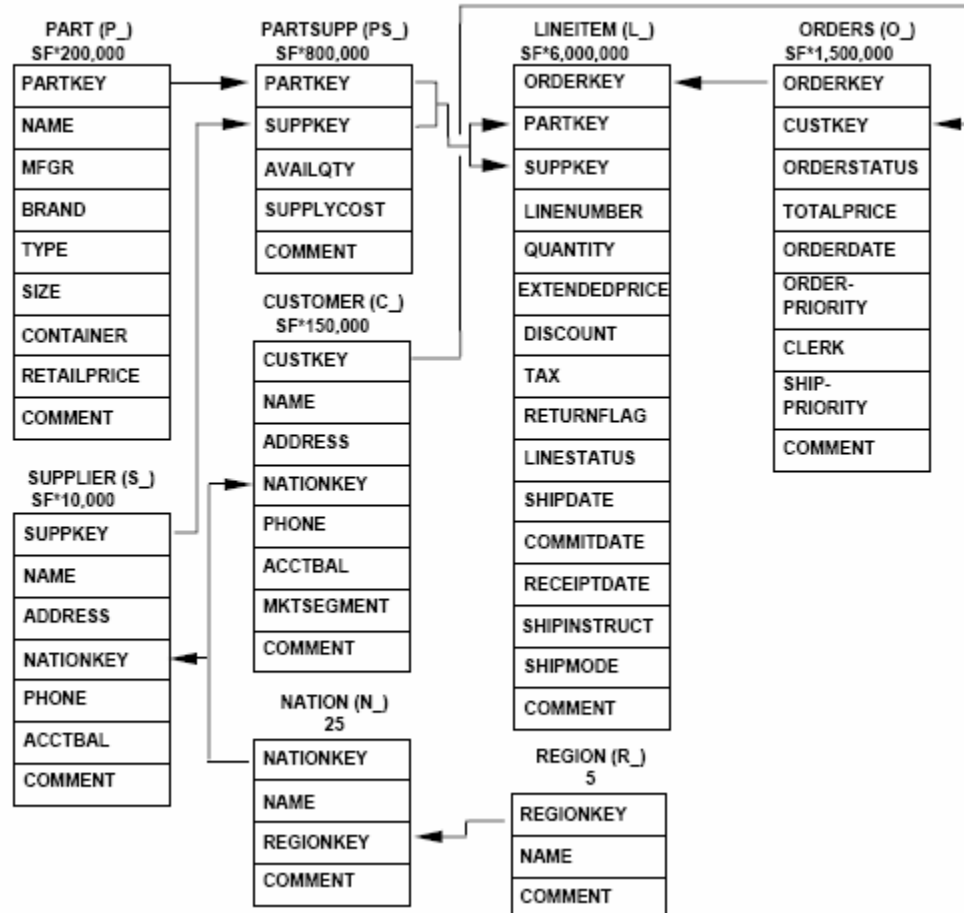 PART (P_)
SF*200,000
PARTKEY
NAME
MFGR
BRAND
TYPE
SIZE
CONTAINER
RETAILPRICE
COMMENT
SUPPLIER (S_)
SF*10,000
SUPPKEY
NAME
ADDRESS
NATIONKEY
PHONE
ACCTBAL
COMMENT
PARTSUPP (PS_)
SF*800,000
PARTKEY
SUPPKEY
AVAILQTY
SUPPLYCOST
COMMENT
CUSTOMER (C_)
SF*150,000
CUSTKEY
NAME
ADDRESS
NATIONKEY
PHONE
ACCTBAL
MKTSEGMENT
COMMENT
NATION (N_)
25
NATIONKEY
NAME
REGIONKEY
COMMENT
LINEITEM (L_)
SF*6,000,000
ORDERKEY
PARTKEY
SUPPKEY
LINENUMBER
QUANTITY
EXTENDEDPRICE
DISCOUNT
TAX
RETURNFLAG
LINESTATUS
SHIPDATE
COMMITDATE
RECEIPTDATE
SHIPINSTRUCT
SHIPMODE
COMMENT
REGION (R_)
5
REGIONKEY
NAME
COMMENT
ORDERS (O_)
SF*1,500,000
ORDERKEY
CUSTKEY
ORDERSTATUS
TOTALPRICE
ORDERDATE
ORDER-
PRIORITY
CLERK
SHIP-
PRIORITY
COMMENT